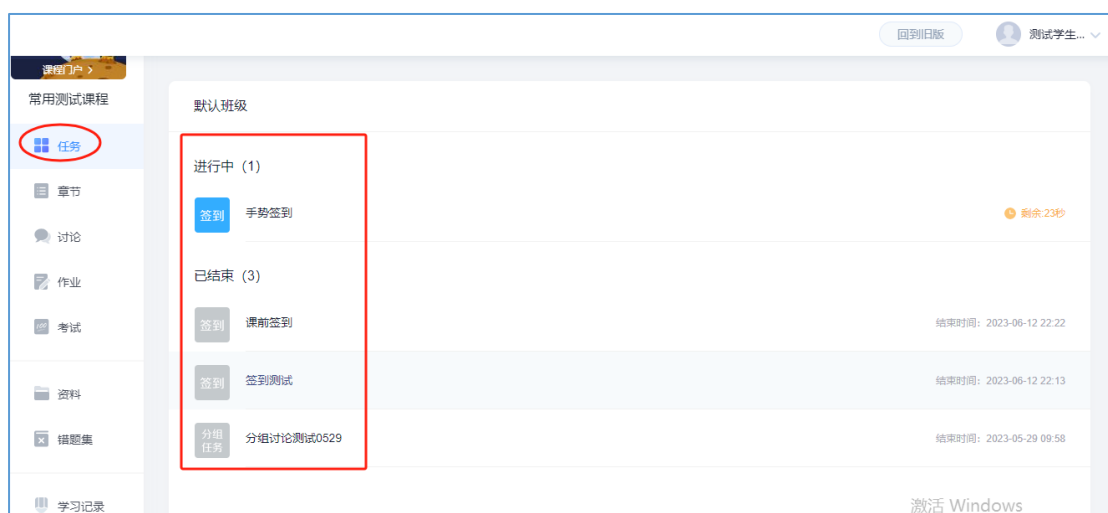 回到旧版
测试学生...
课程门户 >
常用测试课程
默认班级
任务
进行中（1）
章节
签到
手势签到
剩余:23秒
讨论
已结束（3）
作业
签到
课前签到
结束时间：2023-06-12 22:22
考试
签到
签到测试
结束时间：2023-06-12 22:13
资料
分组
任务
分组讨论测试0529
结束时间：2023-05-29 09:58
错题集
学习记录
激活 Windows